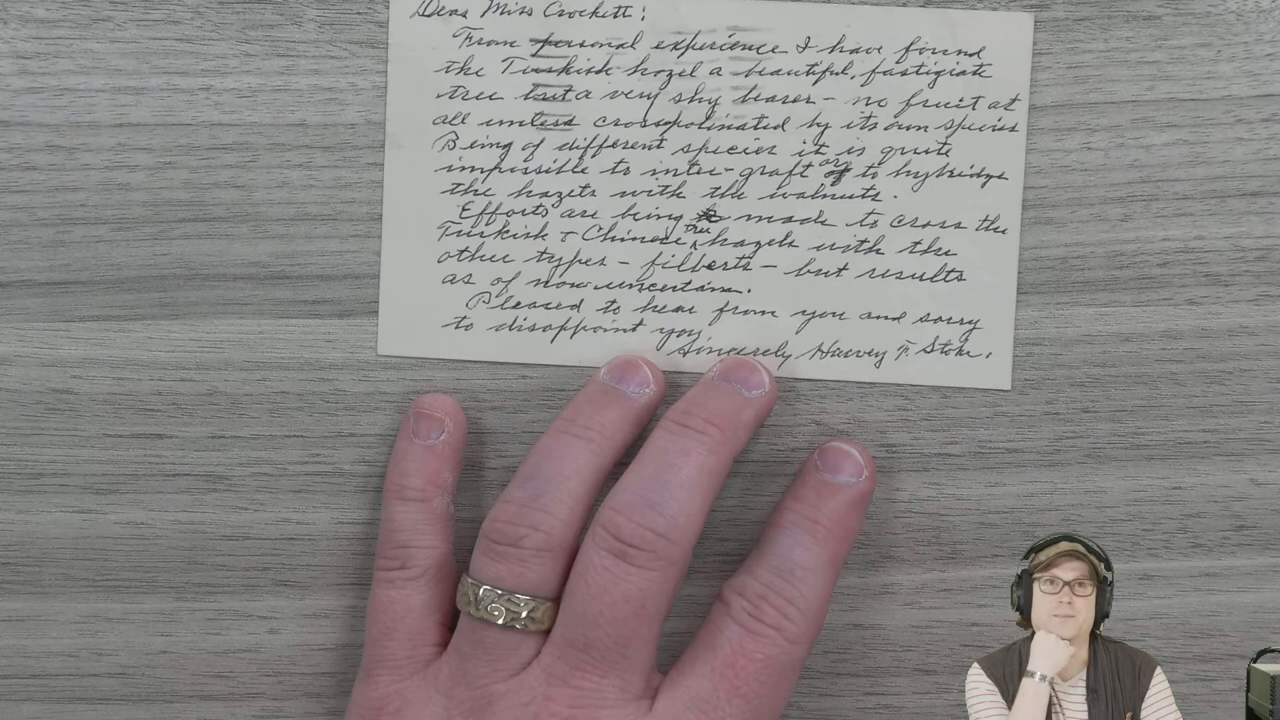 Dear Miss Crockett:
From personal experience I have found
the Turkish hazel a beautiful, fastigiate
tree but a very shy bearer - no fruit at
all unless crosspolinated by its own species
Being of different species it is quite
impossible to inter-graft or to hybridize
the hazels with the walnuts.
Efforts are being made to cross the
Turkish & Chinese tree hazels with the
other types - filberts - but results
as of now uncertain.
Pleased to hear from you and sorry
to disappoint you
Sincerely Harvey F. Stoke.